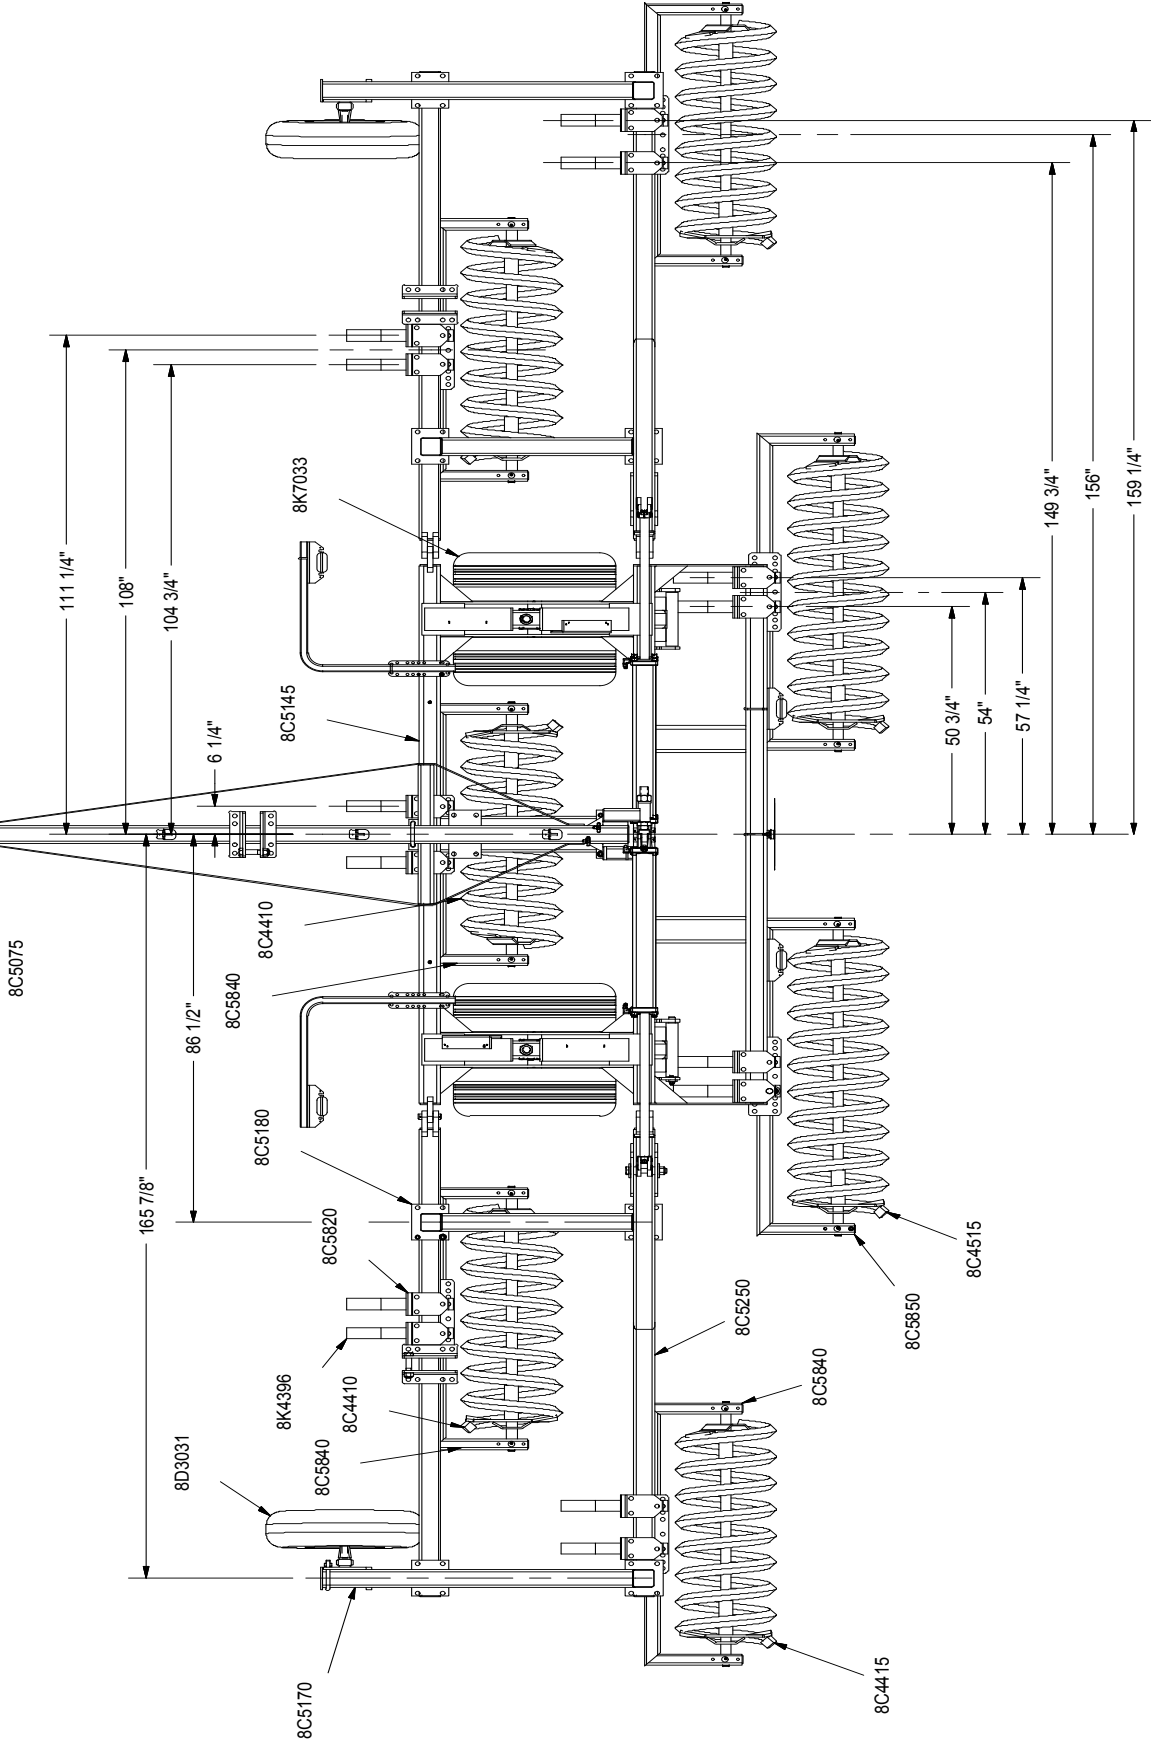 8C5075
111 1/4"
108"
104 3/4"
6 1/4"
165 7/8"
86 1/2"
8K7033
8C5145
8C4410
8C5840
8C5180
8C5820
8K4396
8C4410
8C5840
8D3031
8C5170
149 3/4"
156"
159 1/4"
50 3/4"
54"
57 1/4"
8C4515
8C5850
8C5250
8C5840
8C4415